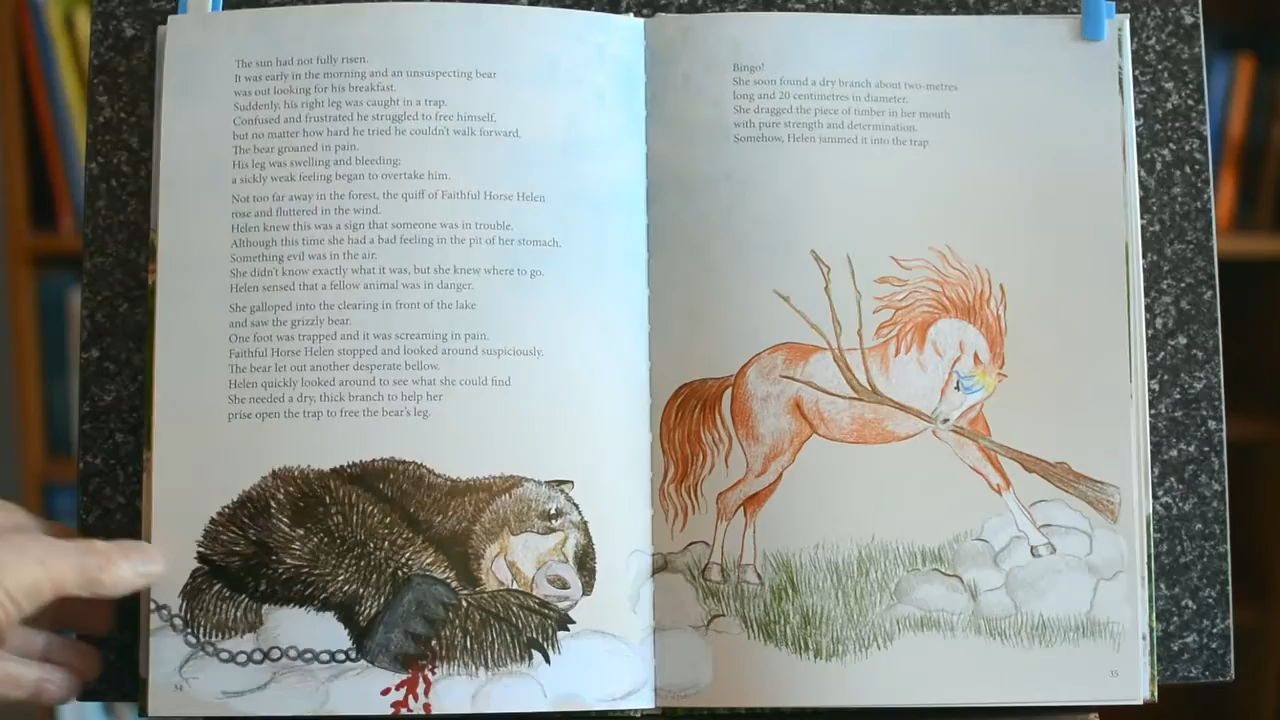 The sun had not fully risen.
It was early in the morning and an unsuspecting bear
was out looking for his breakfast.
Suddenly, his right leg was caught in a trap.
Confused and frustrated he struggled to free himself,
but no matter how hard he tried he couldn't walk forward.
The bear groaned in pain.
His leg was swelling and bleeding;
a sickly weak feeling began to overtake him.
Not too far away in the forest, the quiff of Faithful Horse Helen
rose and fluttered in the wind.
Helen knew this was a sign that someone was in trouble.
Although this time she had a bad feeling in the pit of her stomach.
Something evil was in the air.
She didn't know exactly what it was, but she knew where to go.
Helen sensed that a fellow animal was in danger.
She galloped into the clearing in front of the lake
and saw the grizzly bear.
One foot was trapped and it was screaming in pain.
Faithful Horse Helen stopped and looked around suspiciously.
The bear let out another desperate bellow.
Helen quickly looked around to see what she could find
She needed a dry, thick branch to help her
prise open the trap to free the bear's leg.
34
Bingo!
She soon found a dry branch about two-metres
long and 20 centimetres in diameter.
She dragged the piece of timber in her mouth
with pure strength and determination.
Somehow, Helen jammed it into the trap
35